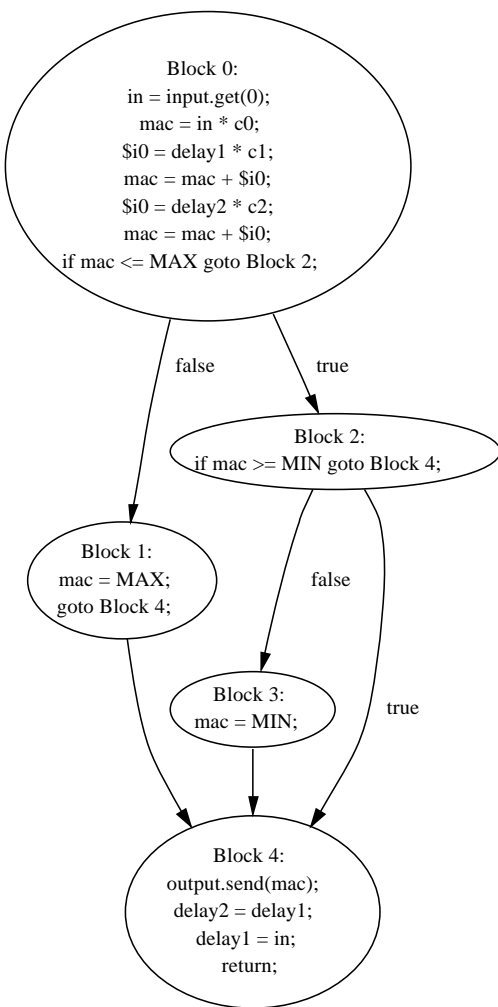 Block 0:
in = input.get(0);
mac = in * c0;
$i0 = delay1 * c1;
mac = mac + $i0;
$i0 = delay2 * c2;
mac = mac + $i0;
if mac <= MAX goto Block 2;
false
true
Block 2:
if mac >= MIN goto Block 4;
Block 1:
mac = MAX;
goto Block 4;
false
Block 3:
mac = MIN;
true
Block 4:
output.send(mac);
delay2 = delay1;
delay1 = in;
return;